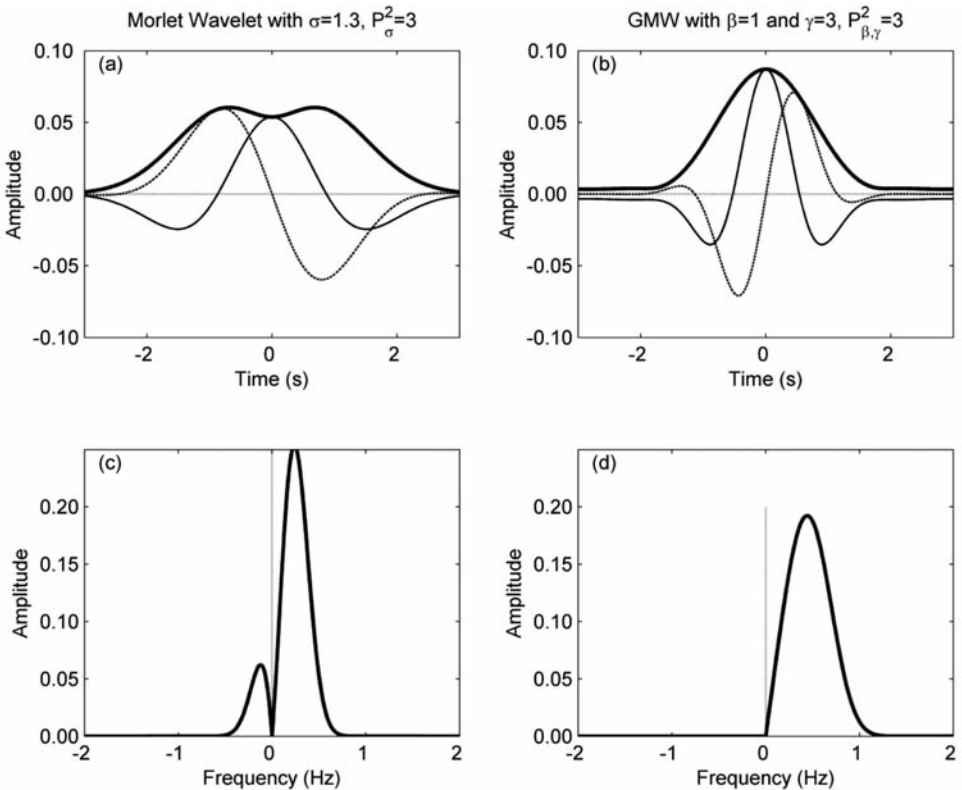 Morlet Wavelet with σ=1.3, P²σ=3
GMW with β=1 and γ=3, P²β,γ=3
(a)
0.10
0.05
0.00
-0.05
-0.10
Amplitude
-2
0
2
Time (s)
(b)
0.10
0.05
0.00
-0.05
-0.10
Amplitude
-2
0
2
Time (s)
(c)
0.20
0.15
0.10
0.05
0.00
Amplitude
-2
-1
0
1
2
Frequency (Hz)
(d)
0.20
0.15
0.10
0.05
0.00
Amplitude
-2
-1
0
1
2
Frequency (Hz)